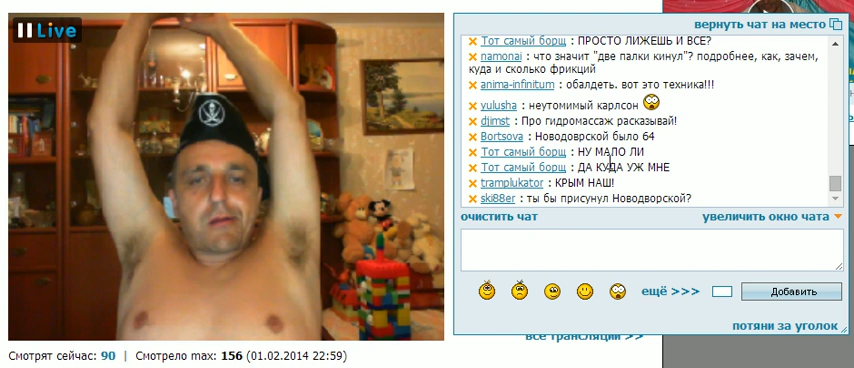 Live
вернуть чат на место
Тот самый борщ : ПРОСТО ЛИЖЕШЬ И ВСЕ?
namonai : что значит "две палки кинул"? подробнее, как, зачем,
куда и сколько фрикций
anima-infinitum : обалдеть. вот это техника!!!
yulusha : неутомимый карлсон
djimst : Про гидромассаж расказывай!
Bortsova : Новодоврской было 64
Тот самый борщ : НУ МАЛО ЛИ
Тот самый борщ : ДА КУДА УЖ МНЕ
tramplukator : КРЫМ НАШ!
ski88er : ты бы присунул Новодворской?
очистить чат увеличить окно чата
ещё >>> Добавить
потяни за уголок
все трансляции >>
Смотрят сейчас: 90 | Смотрело max: 156 (01.02.2014 22:59)